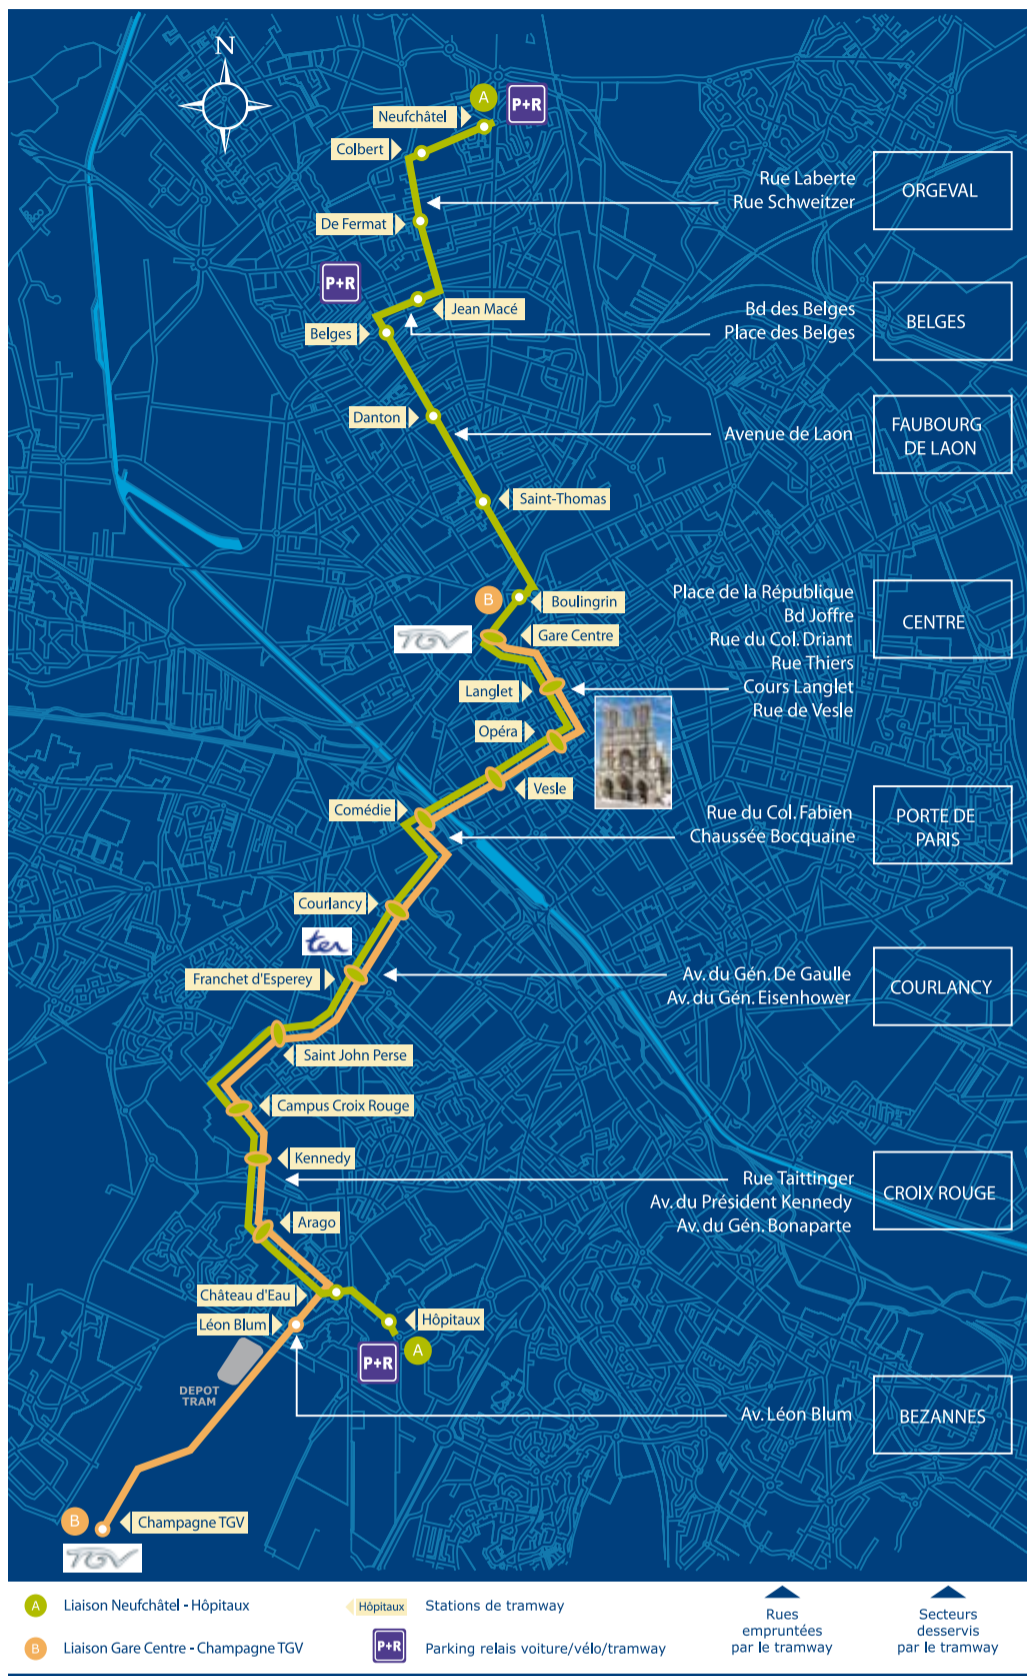 N
A
P+R
Neufchâtel
Colbert
Rue Laberte
Rue Schweitzer
ORGEVAL
De Fermat
P+R
Jean Macé
Belges
Bd des Belges
Place des Belges
BELGES
Danton
Avenue de Laon
FAUBOURG
DE LAON
Saint-Thomas
B
Boulingrin
TGV
Gare Centre
Place de la République
Bd Joffre
Rue du Col. Driant
Rue Thiers
Cours Langlet
Rue de Vesle
CENTRE
Langlet
Opéra
Vesle
Comédie
Rue du Col. Fabien
Chaussée Bocquaine
PORTE DE
PARIS
Courlancy
ter
Franchet d'Esperey
Av. du Gén. De Gaulle
Av. du Gén. Eisenhower
COURLANCY
Saint John Perse
Campus Croix Rouge
Kennedy
Rue Taittinger
Av. du Président Kennedy
Av. du Gén. Bonaparte
CROIX ROUGE
Arago
Château d'Eau
Léon Blum
Hôpitaux
P+R
A
DEPOT
TRAM
Av. Léon Blum
BEZANNES
B
Champagne TGV
TGV
A Liaison Neufchâtel - Hôpitaux
Hôpitaux Stations de tramway
B Liaison Gare Centre - Champagne TGV
P+R Parking relais voiture/vélo/tramway
Rues
empruntées
par le tramway
Secteurs
desservis
par le tramway